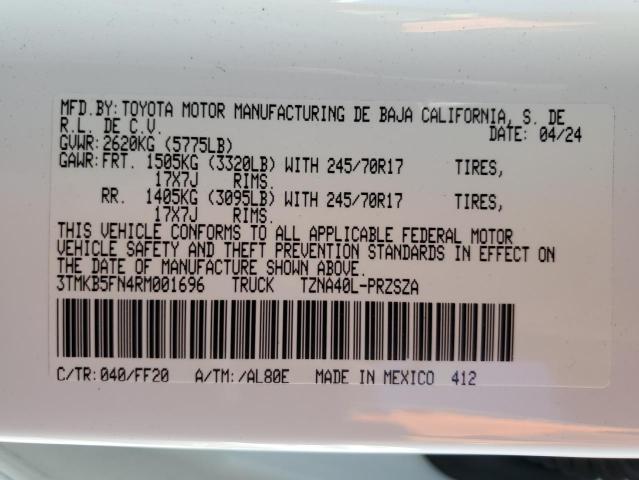 MFD.BY:TOYOTA MOTOR MANUFACTURING DE BAJA CALIFORNIA, S. DE
R.L. DE C.V. DATE: 04/24
GVWR:2620KG (5775LB)
GAWR:FRT. 1505KG (3320LB) WITH 245/70R17 TIRES,
17X7J RIMS.
RR. 1405KG (3095LB) WITH 245/70R17 TIRES,
17X7J RIMS.
THIS VEHICLE CONFORMS TO ALL APPLICABLE FEDERAL MOTOR
VEHICLE SAFETY AND THEFT PREVENTION STANDARDS IN EFFECT ON
THE DATE OF MANUFACTURE SHOWN ABOVE.
3TMKB5FN4RM001696 TRUCK TZNA40L-PRZSZA
C/TR:040/FF20 A/TM:/AL80E MADE IN MEXICO 412